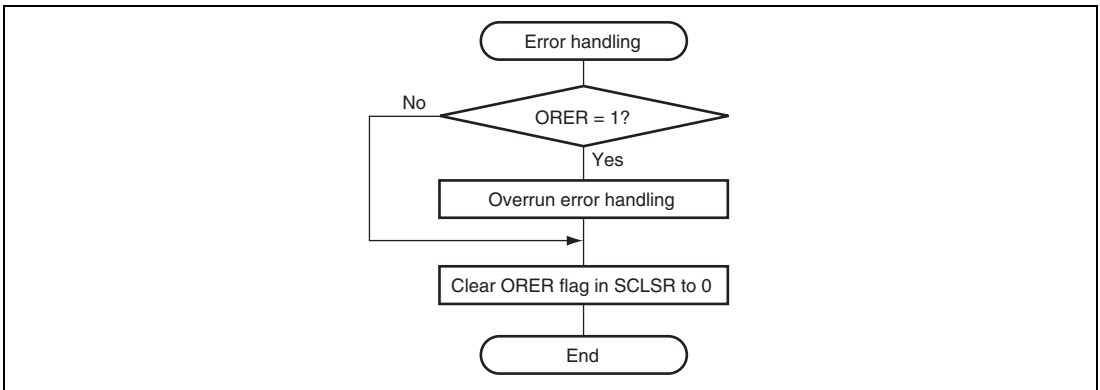 Error handling
ORER = 1?
No
Yes
Overrun error handling
Clear ORER flag in SCLSR to 0
End